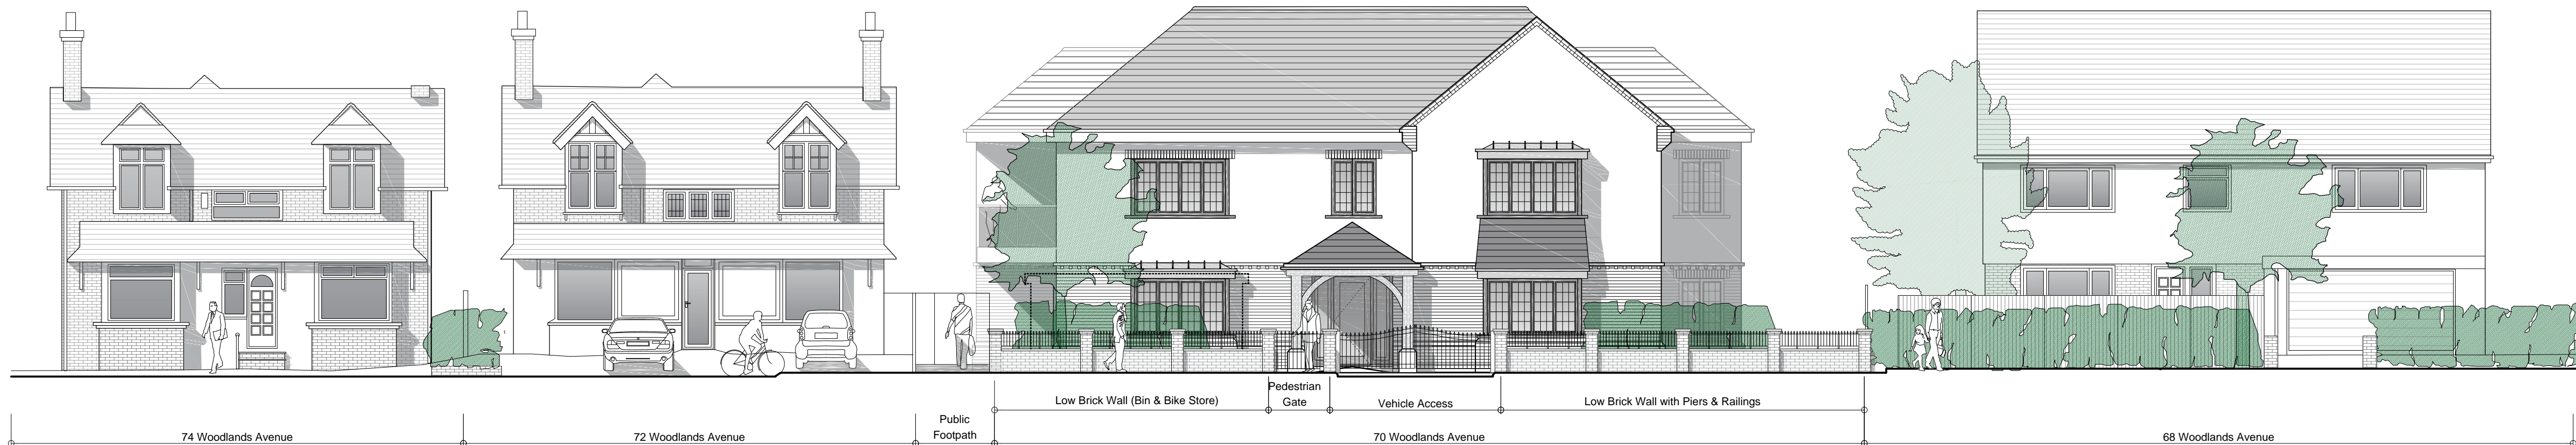 Low Brick Wall (Bin & Bike Store)
Pedestrian
Gate
Vehicle Access
Low Brick Wall with Piers & Railings
74 Woodlands Avenue
72 Woodlands Avenue
Public
Footpath
70 Woodlands Avenue
68 Woodlands Avenue